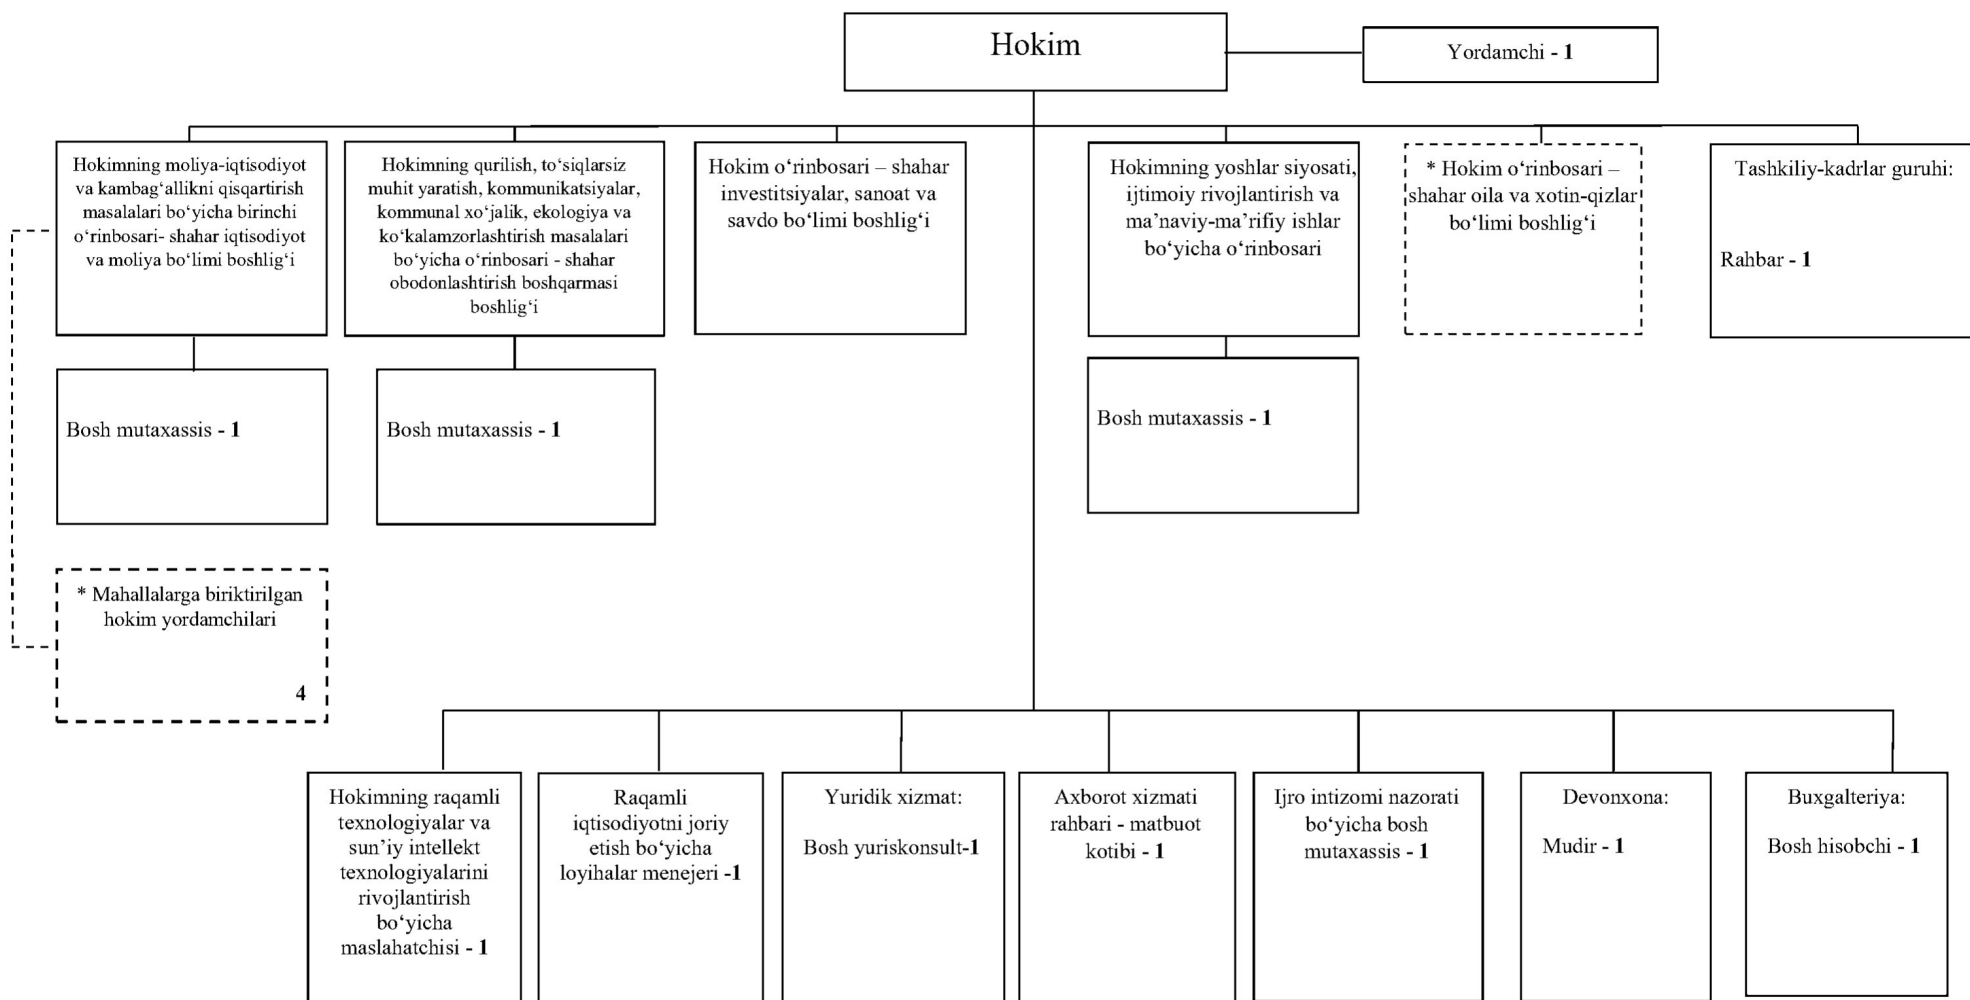 Hokim
Yordamchi - 1
Hokimning moliya-iqtisodiyot
va kambag‘allikni qisqartirish
masalalari bo‘yicha birinchi
o‘rinbosari- shahar iqtisodiyot
va moliya bo‘limi boshlig‘i
Hokimning qurilish, to‘siqlarsiz
muhit yaratish, kommunikatsiyalar,
kommunal xo‘jalik, ekologiya va
ko‘kalamzorlashtirish masalalari
bo‘yicha o‘rinbosari - shahar
obodonlashtirish boshqarmasi
boshlig‘i
Hokim o‘rinbosari – shahar
investitsiyalar, sanoat va
savdo bo‘limi boshlig‘i
Hokimning yoshlar siyosati,
ijtimoiy rivojlantirish va
ma’naviy-ma’rifiy ishlar
bo‘yicha o‘rinbosari
* Hokim o‘rinbosari –
shahar oila va xotin-qizlar
bo‘limi boshlig‘i
Tashkiliy-kadrlar guruhi:
Rahbar - 1
Bosh mutaxassis - 1
Bosh mutaxassis - 1
Bosh mutaxassis - 1
* Mahallalarga biriktirilgan
hokim yordamchilari
4
Hokimning raqamli
texnologiyalar va
sun’iy intellekt
texnologiyalarini
rivojlantirish
bo‘yicha
maslahatchisi - 1
Raqamli
iqtisodiyotni joriy
etish bo‘yicha
loyihalar menejeri -1
Yuridik xizmat:
Bosh yuriskonsult-1
Axborot xizmati
rahbari - matbuot
kotibi - 1
Ijro intizomi nazorati
bo‘yicha bosh
mutaxassis - 1
Devonxona:
Mudir - 1
Buxgalteriya:
Bosh hisobchi - 1